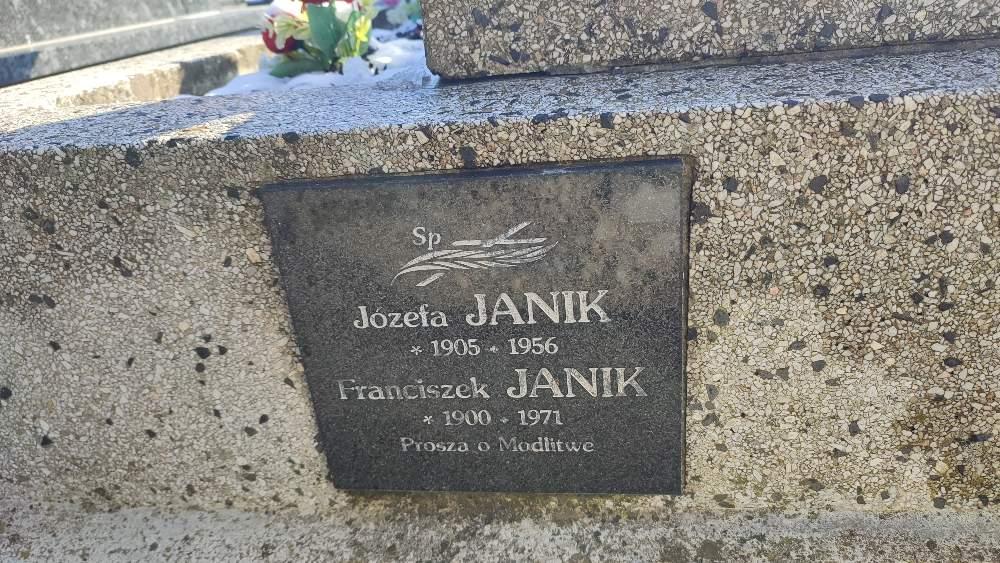 Sp
Józefa JANIK
* 1905 + 1956
Franciszek JANIK
* 1900 + 1971
Prosza o Modlitwe